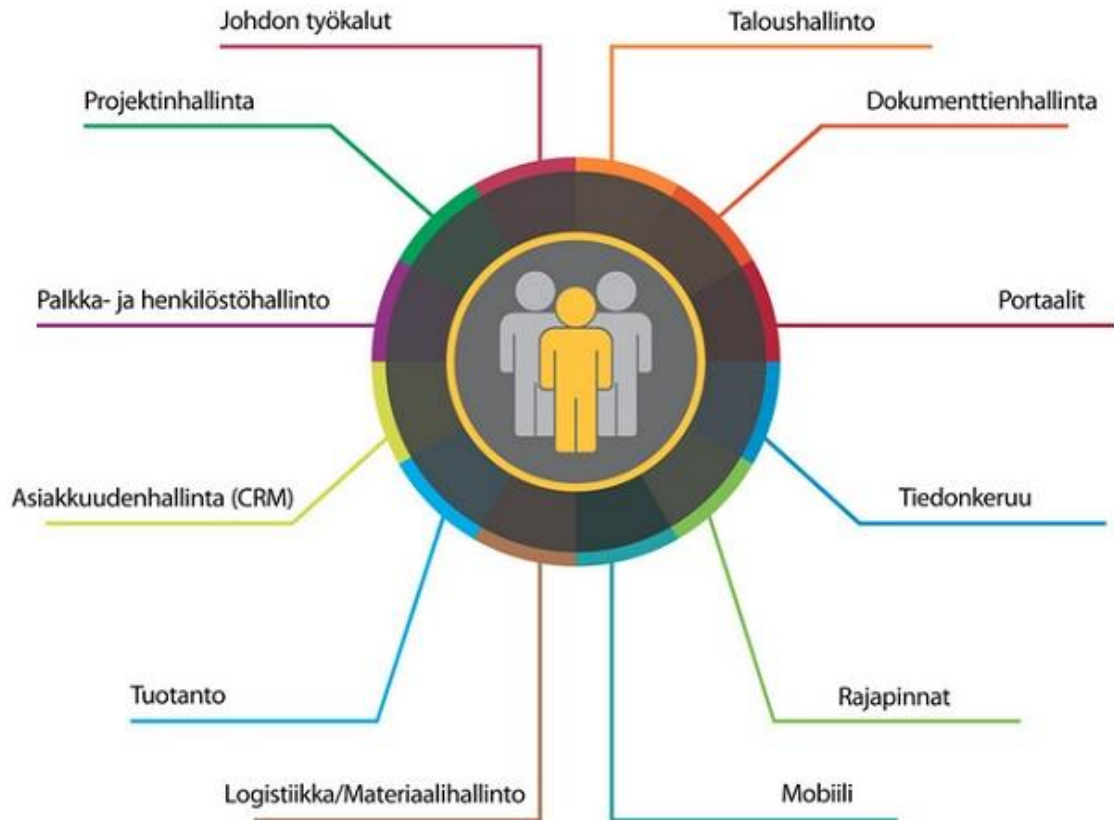 Johdon työkalut
Taloushallinto
Projektinhallinta
Dokumenttienhallinta
Palkka- ja henkilöstöhallinto
Portaalit
Asiakkuudenhallinta (CRM)
Tiedonkeruu
Tuotanto
Rajapinnat
Logistiikka/Materiaalihallinto
Mobiili